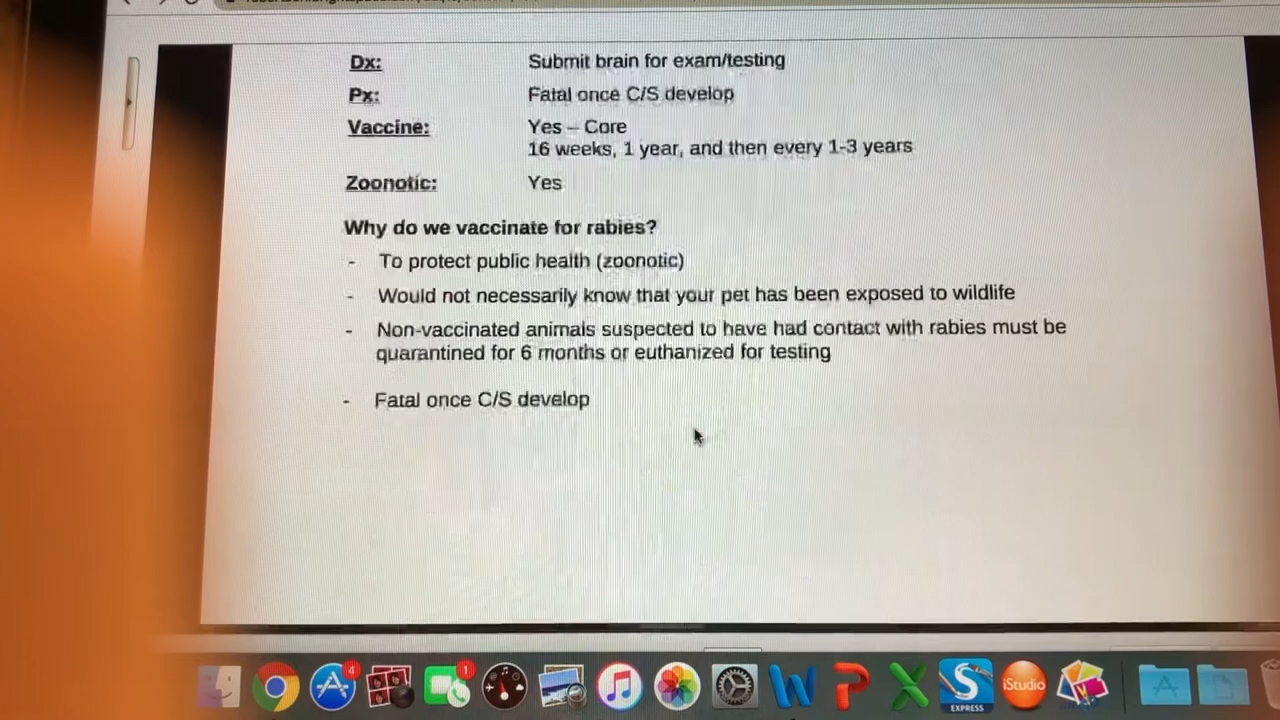 Dx: Submit brain for exam/testing
Px: Fatal once C/S develop
Vaccine: Yes – Core
16 weeks, 1 year, and then every 1-3 years
Zoonotic: Yes
Why do we vaccinate for rabies?
- To protect public health (zoonotic)
- Would not necessarily know that your pet has been exposed to wildlife
- Non-vaccinated animals suspected to have had contact with rabies must be
quarantined for 6 months or euthanized for testing
- Fatal once C/S develop
4
1
W
P
X
S
EXPRESS
iStudio